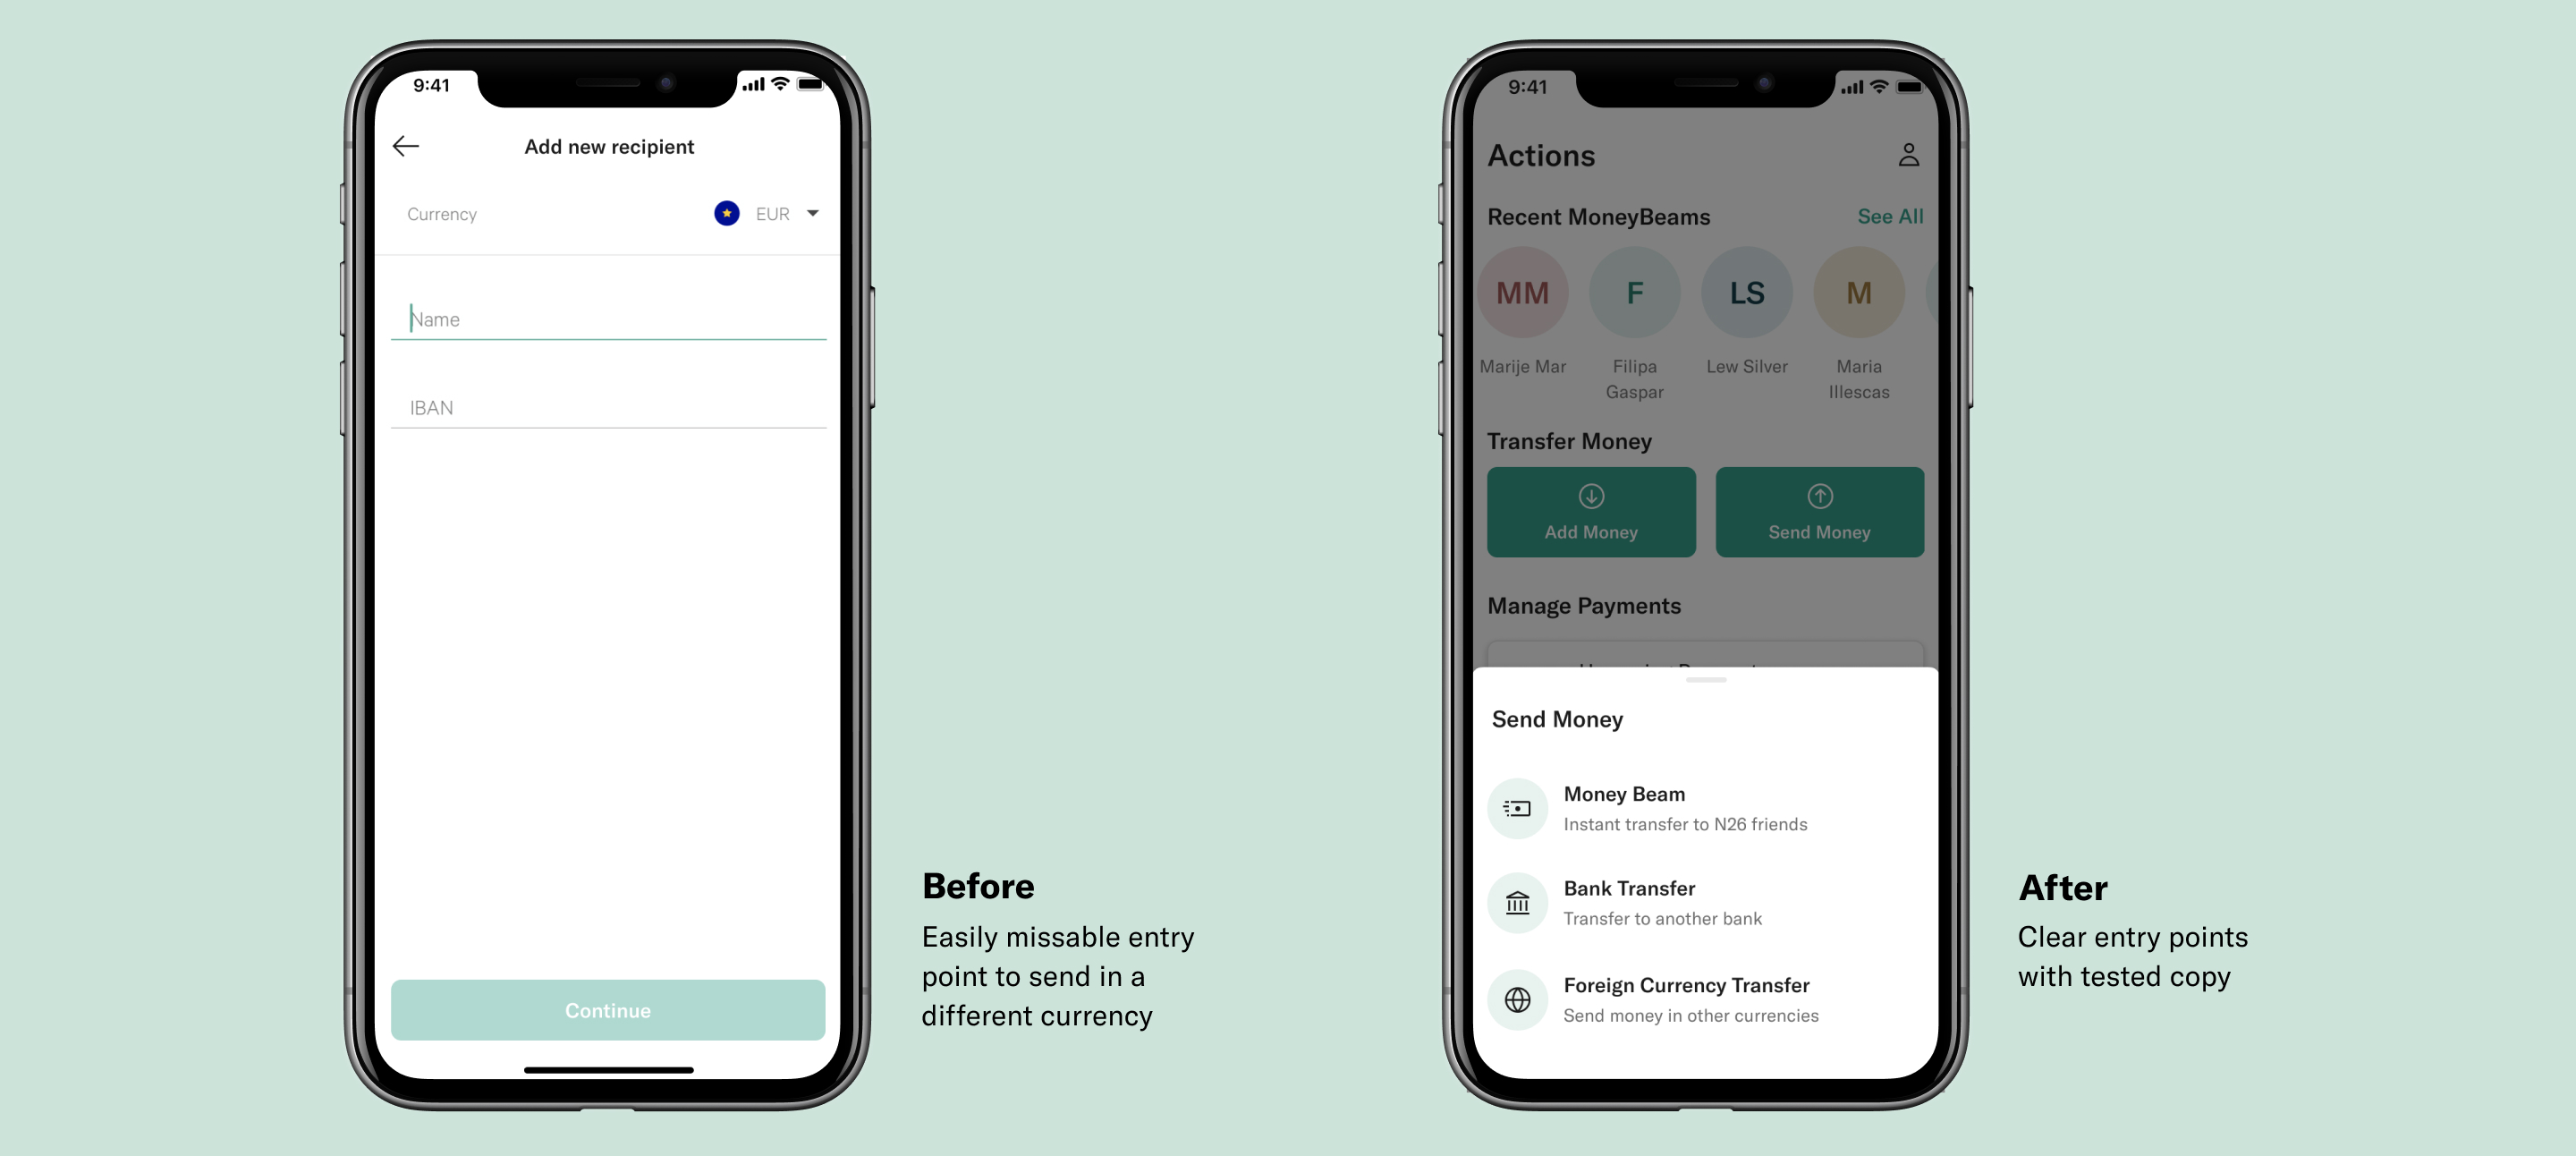 9:41
Add new recipient
Currency
EUR
Name
IBAN
Continue
Before
Easily missable entry
point to send in a
different currency
9:41
Actions
Recent MoneyBeams
See All
MM
F
LS
M
Marije Mar
Filipa
Gaspar
Lew Silver
Maria
Illescas
Transfer Money
Add Money
Send Money
Manage Payments
Send Money
Money Beam
Instant transfer to N26 friends
Bank Transfer
Transfer to another bank
Foreign Currency Transfer
Send money in other currencies
After
Clear entry points
with tested copy